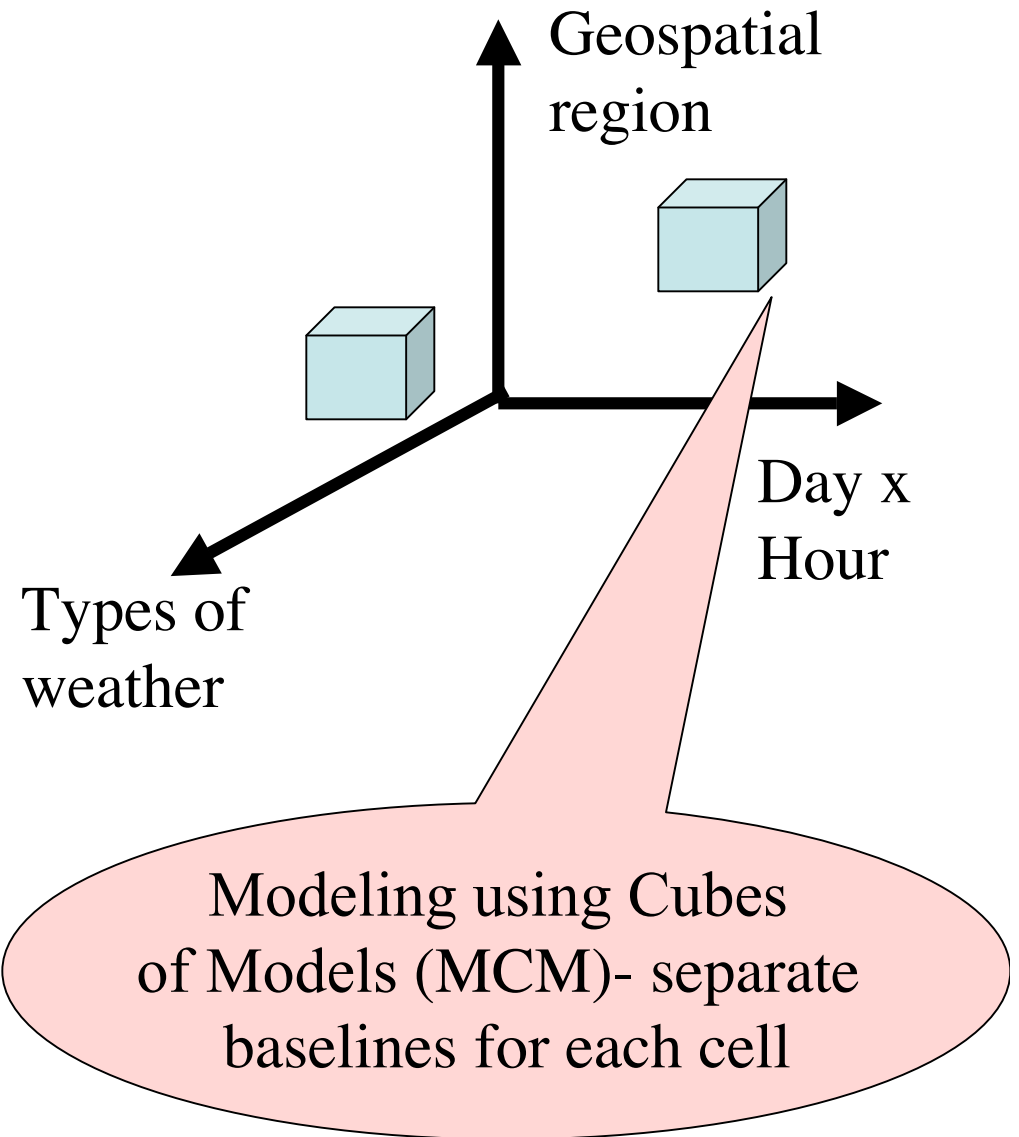 Geospatial
region
Day x
Hour
Types of
weather
Modeling using Cubes
of Models (MCM)- separate
baselines for each cell